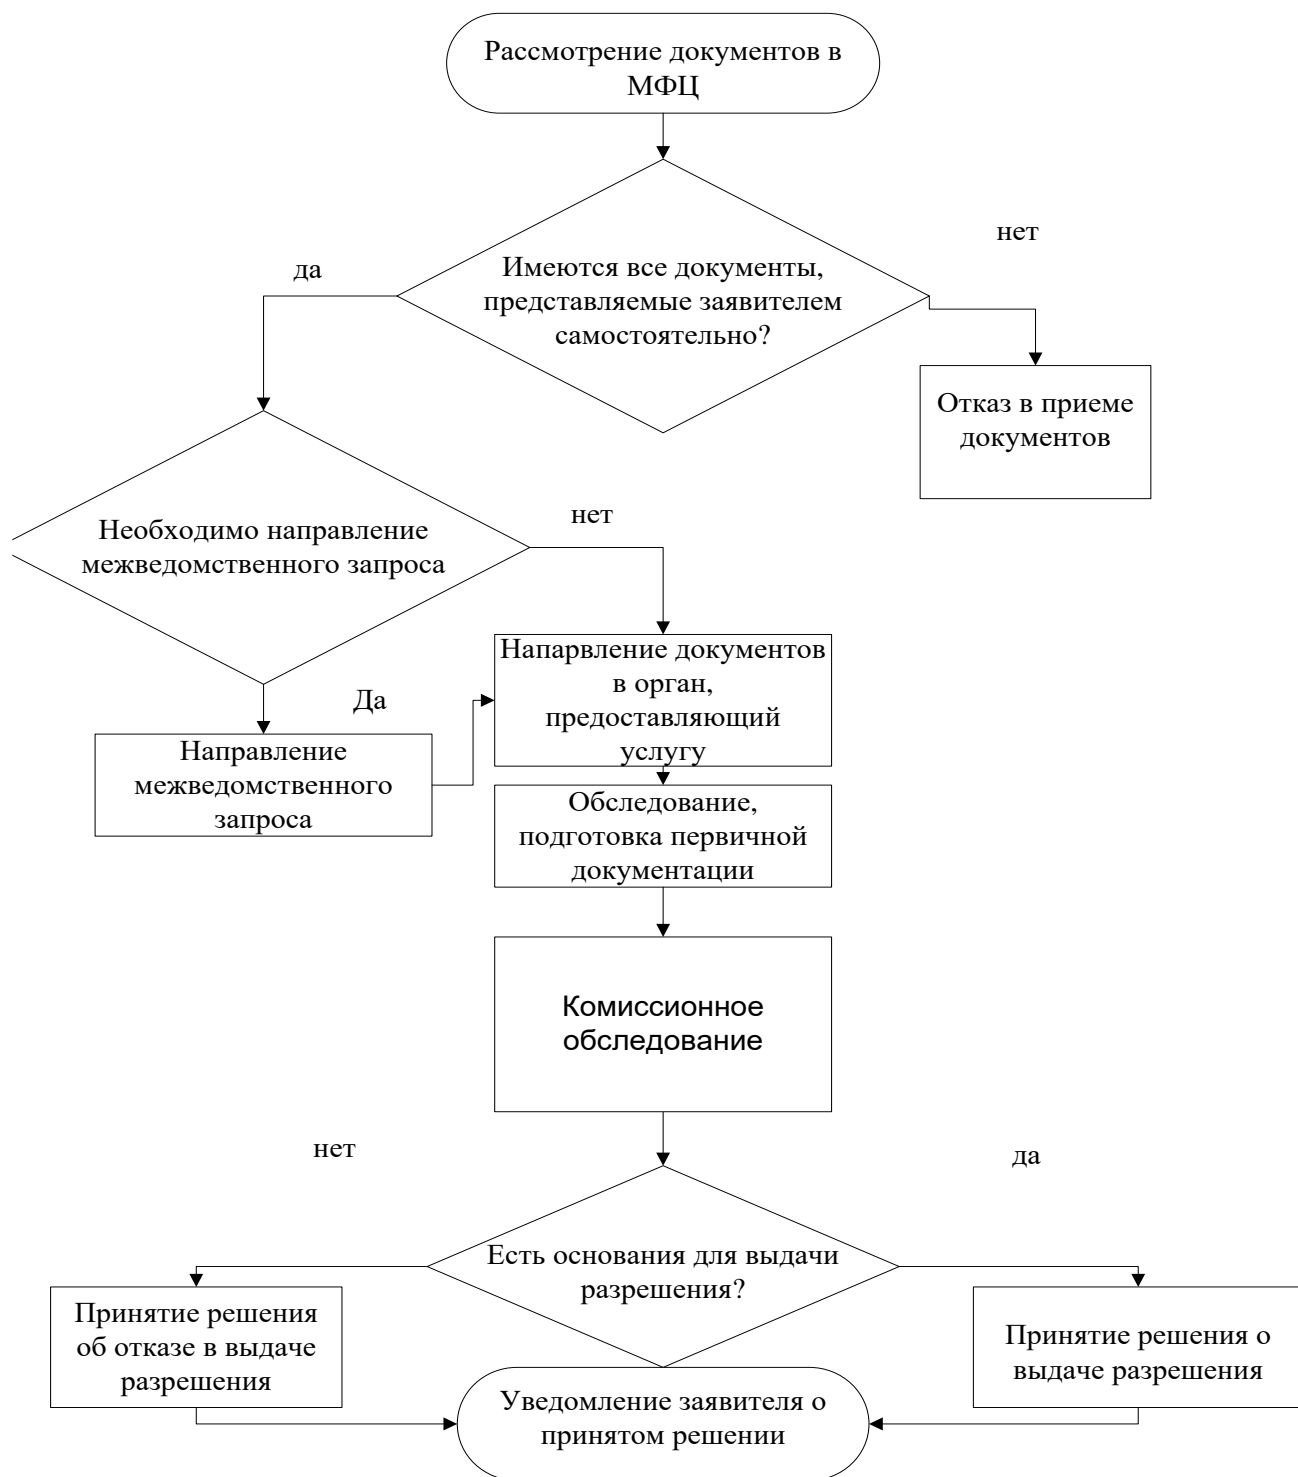 Рассмотрение документов в
МФЦ
нет
да
Имеются все документы,
представляемые заявителем
самостоятельно?
Отказ в приеме
документов
нет
Необходимо направление
межведомственного запроса
Напарвление документов
в орган,
предоставляющий
услугу
Да
Направление
межведомственного
запроса
Обследование,
подготовка первичной
документации
Комиссионное
обследование
нет
да
Есть основания для выдачи
разрешения?
Принятие решения
об отказе в выдаче
разрешения
Принятие решения о
выдаче разрешения
Уведомление заявителя о
принятом решении